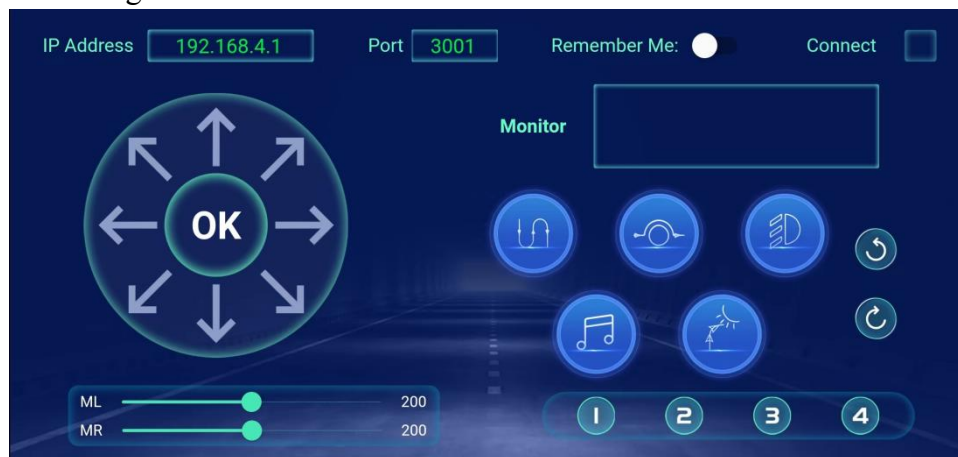 IP Address 192.168.4.1 Port 3001 Remember Me: Connect
Monitor
OK
ML 200
MR 200
1 2 3 4